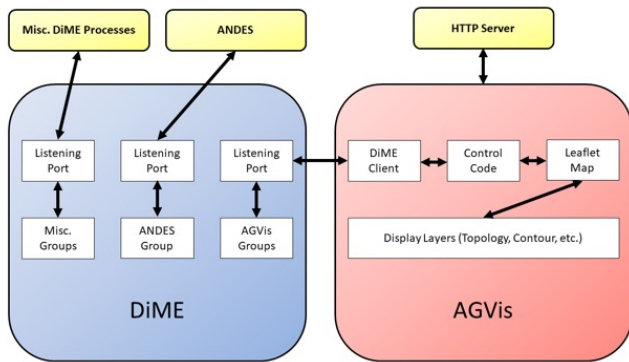 Misc. DiME Processes
ANDES
HTTP Server
Listening
Port
Listening
Port
Listening
Port
DiME
Client
Control
Code
Leaflet
Map
Misc.
Groups
ANDES
Group
AGVis
Groups
Display Layers (Topology, Contour, etc.)
DiME
AGVis